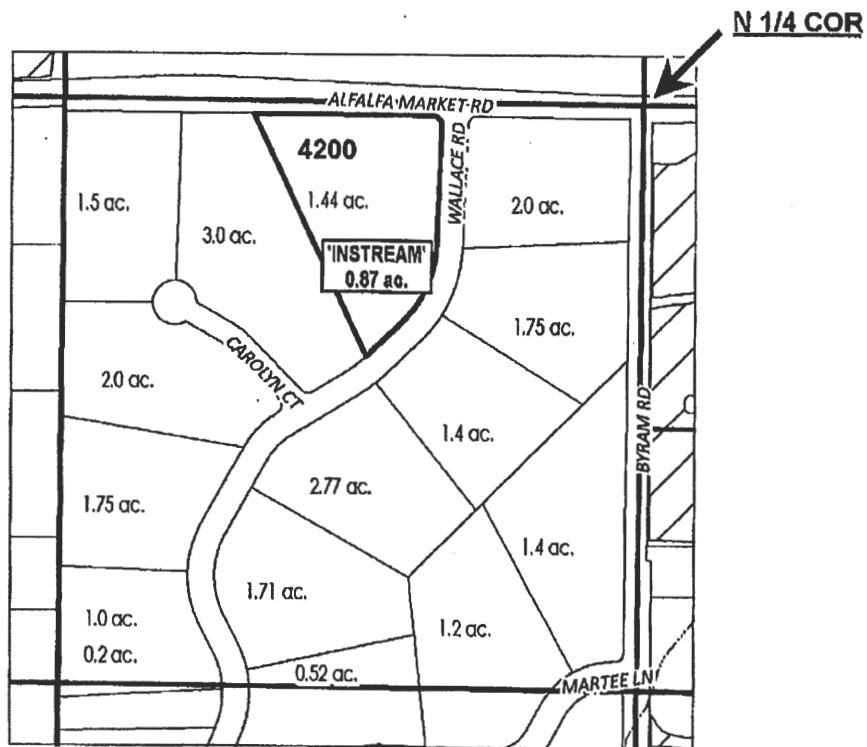 N 1/4 COR
ALFALFA MARKET RD
4200
WALLACE RD
1.5 ac.
1.44 ac.
2.0 ac.
3.0 ac.
'INSTREAM'
0.87 ac.
1.75 ac.
CAROLYN CT
2.0 ac.
BYRAM RD
1.4 ac.
2.77 ac.
1.75 ac.
1.4 ac.
1.71 ac.
1.0 ac.
0.2 ac.
1.2 ac.
0.52 ac.
MARTEE LN